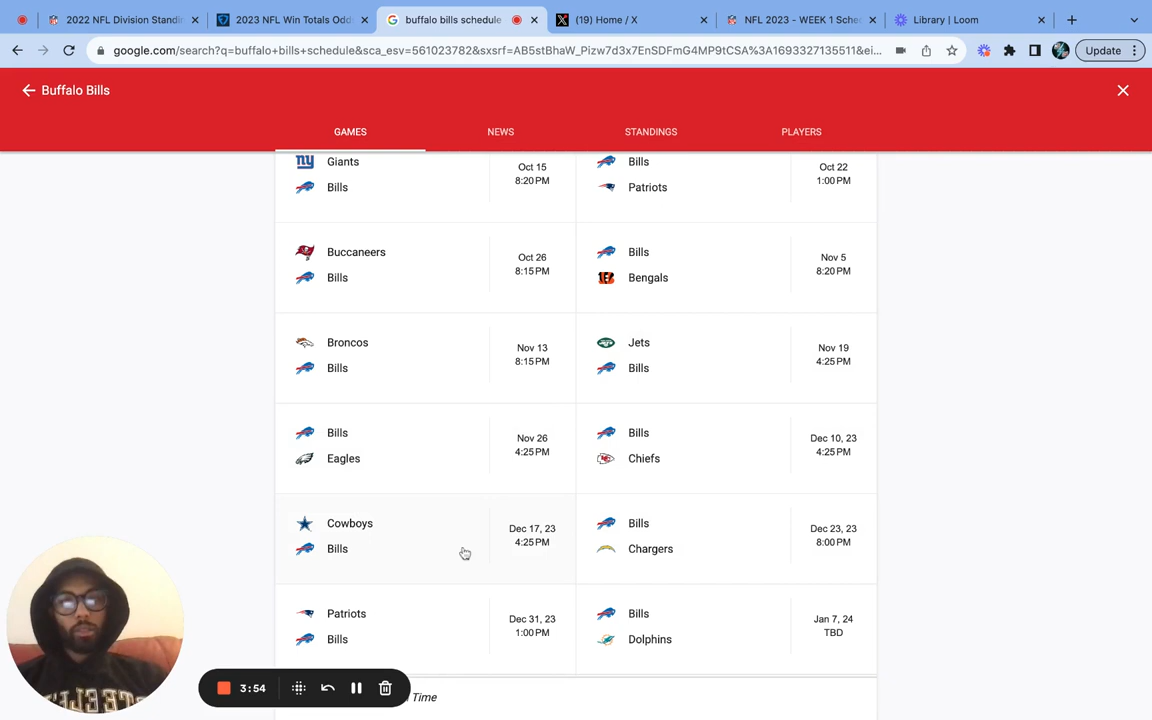 2022 NFL Division Standin
2023 NFL Win Totals Odd
buffalo bills schedule
(19) Home / X
NFL 2023 - WEEK 1 Sche
Library | Loom
google.com/search?q=buffalo+bills+schedule&sca_esv=561023782&sxsrf=AB5stBhaW_Pizw7d3x7EnSDFmG4MP9tCSA%3A1693327135511&ei...
Update
Buffalo Bills
GAMES
NEWS
STANDINGS
PLAYERS
Giants
Bills
Oct 15
8:20 PM
Bills
Patriots
Oct 22
1:00 PM
Buccaneers
Bills
Oct 26
8:15 PM
Bills
Bengals
Nov 5
8:20 PM
Broncos
Bills
Nov 13
8:15 PM
Jets
Bills
Nov 19
4:25 PM
Bills
Eagles
Nov 26
4:25 PM
Bills
Chiefs
Dec 10, 23
4:25 PM
Cowboys
Bills
Dec 17, 23
4:25 PM
Bills
Chargers
Dec 23, 23
8:00 PM
Patriots
Bills
Dec 31, 23
1:00 PM
Bills
Dolphins
Jan 7, 24
TBD
3:54
Time